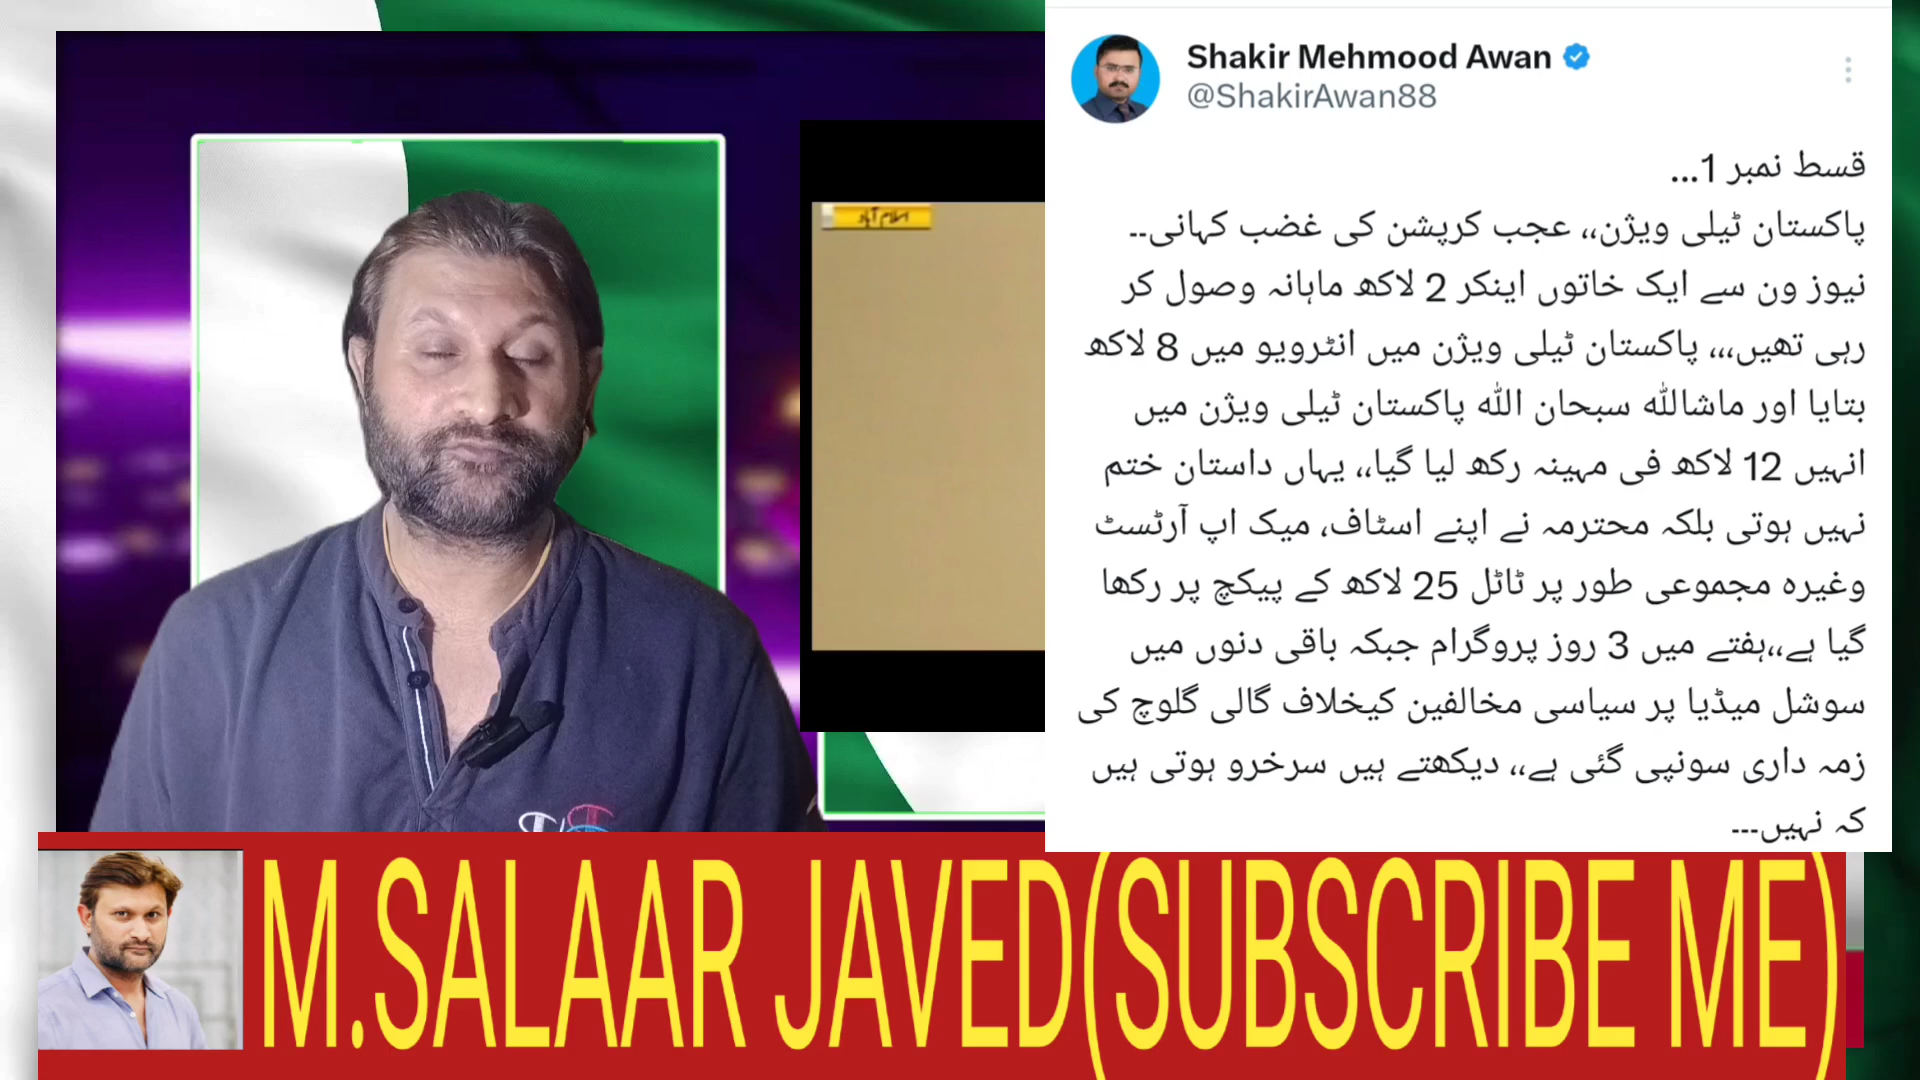 Shakir Mehmood Awan
@ShakirAwan88
قسط نمبر 1...
پاکستان ٹیلی ویژن،، عجب کرپشن کی غضب کہانی۔۔
نیوز ون سے ایک خاتوں اینکر 2 لاکھ ماہانہ وصول کر
رہی تھیں،،، پاکستان ٹیلی ویژن میں انٹرویو میں 8 لاکھ
بتایا اور ماشاللہ سبحان اللہ پاکستان ٹیلی ویژن میں
انہیں 12 لاکھ فی مہینہ رکھ لیا گیا،، یہاں داستان ختم
نہیں ہوتی بلکہ محترمہ نے اپنے اسٹاف، میک اپ آرٹسٹ
وغیرہ مجموعی طور پر ٹاٹل 25 لاکھ کے پیکچ پر رکھا
گیا ہے،،ہفتے میں 3 روز پروگرام جبکہ باقی دنوں میں
سوشل میڈیا پر سیاسی مخالفین کیخلاف گالی گلوچ کی
زمہ داری سونپی گئی ہے،، دیکھتے ہیں سرخرو ہوتی ہیں
کہ نہیں۔۔۔
اسلام آباد
M.SALAAR JAVED(SUBSCRIBE ME)